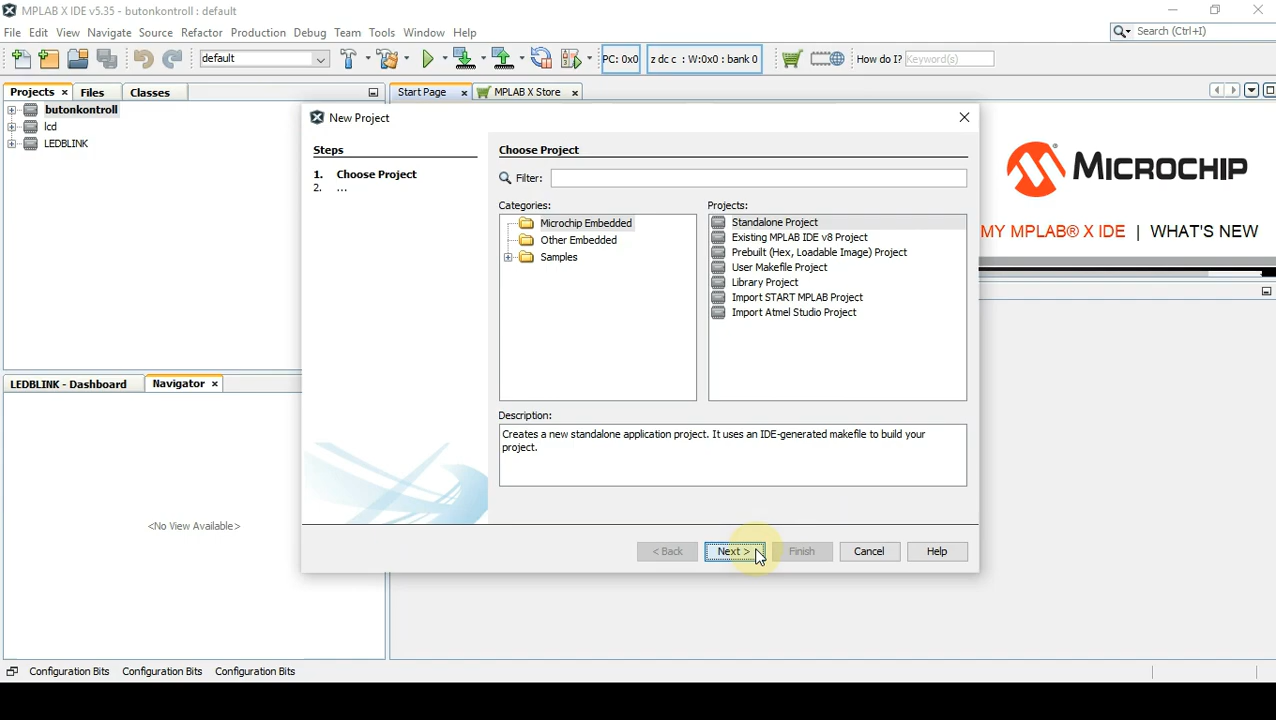 MPLAB X IDE v5.35 - butonkontroll : default
File Edit View Navigate Source Refactor Production Debug Team Tools Window Help
Search (Ctrl+I)
default
PC: 0x0
z dc c : W:0x0 : bank 0
How do I? Keyword(s)
Projects Files Classes
Start Page MPLAB X Store
butonkontroll
lcd
LEDBLINK
New Project
Steps
1. Choose Project
2. ...
Choose Project
Filter:
Categories:
Microchip Embedded
Other Embedded
Samples
Projects:
Standalone Project
Existing MPLAB IDE v8 Project
Prebuilt (Hex, Loadable Image) Project
User Makefile Project
Library Project
Import START MPLAB Project
Import Atmel Studio Project
Description:
Creates a new standalone application project. It uses an IDE-generated makefile to build your
project.
< Back Next > Finish Cancel Help
MICROCHIP
MY MPLAB® X IDE | WHAT'S NEW
LEDBLINK - Dashboard Navigator
<No View Available>
Configuration Bits Configuration Bits Configuration Bits